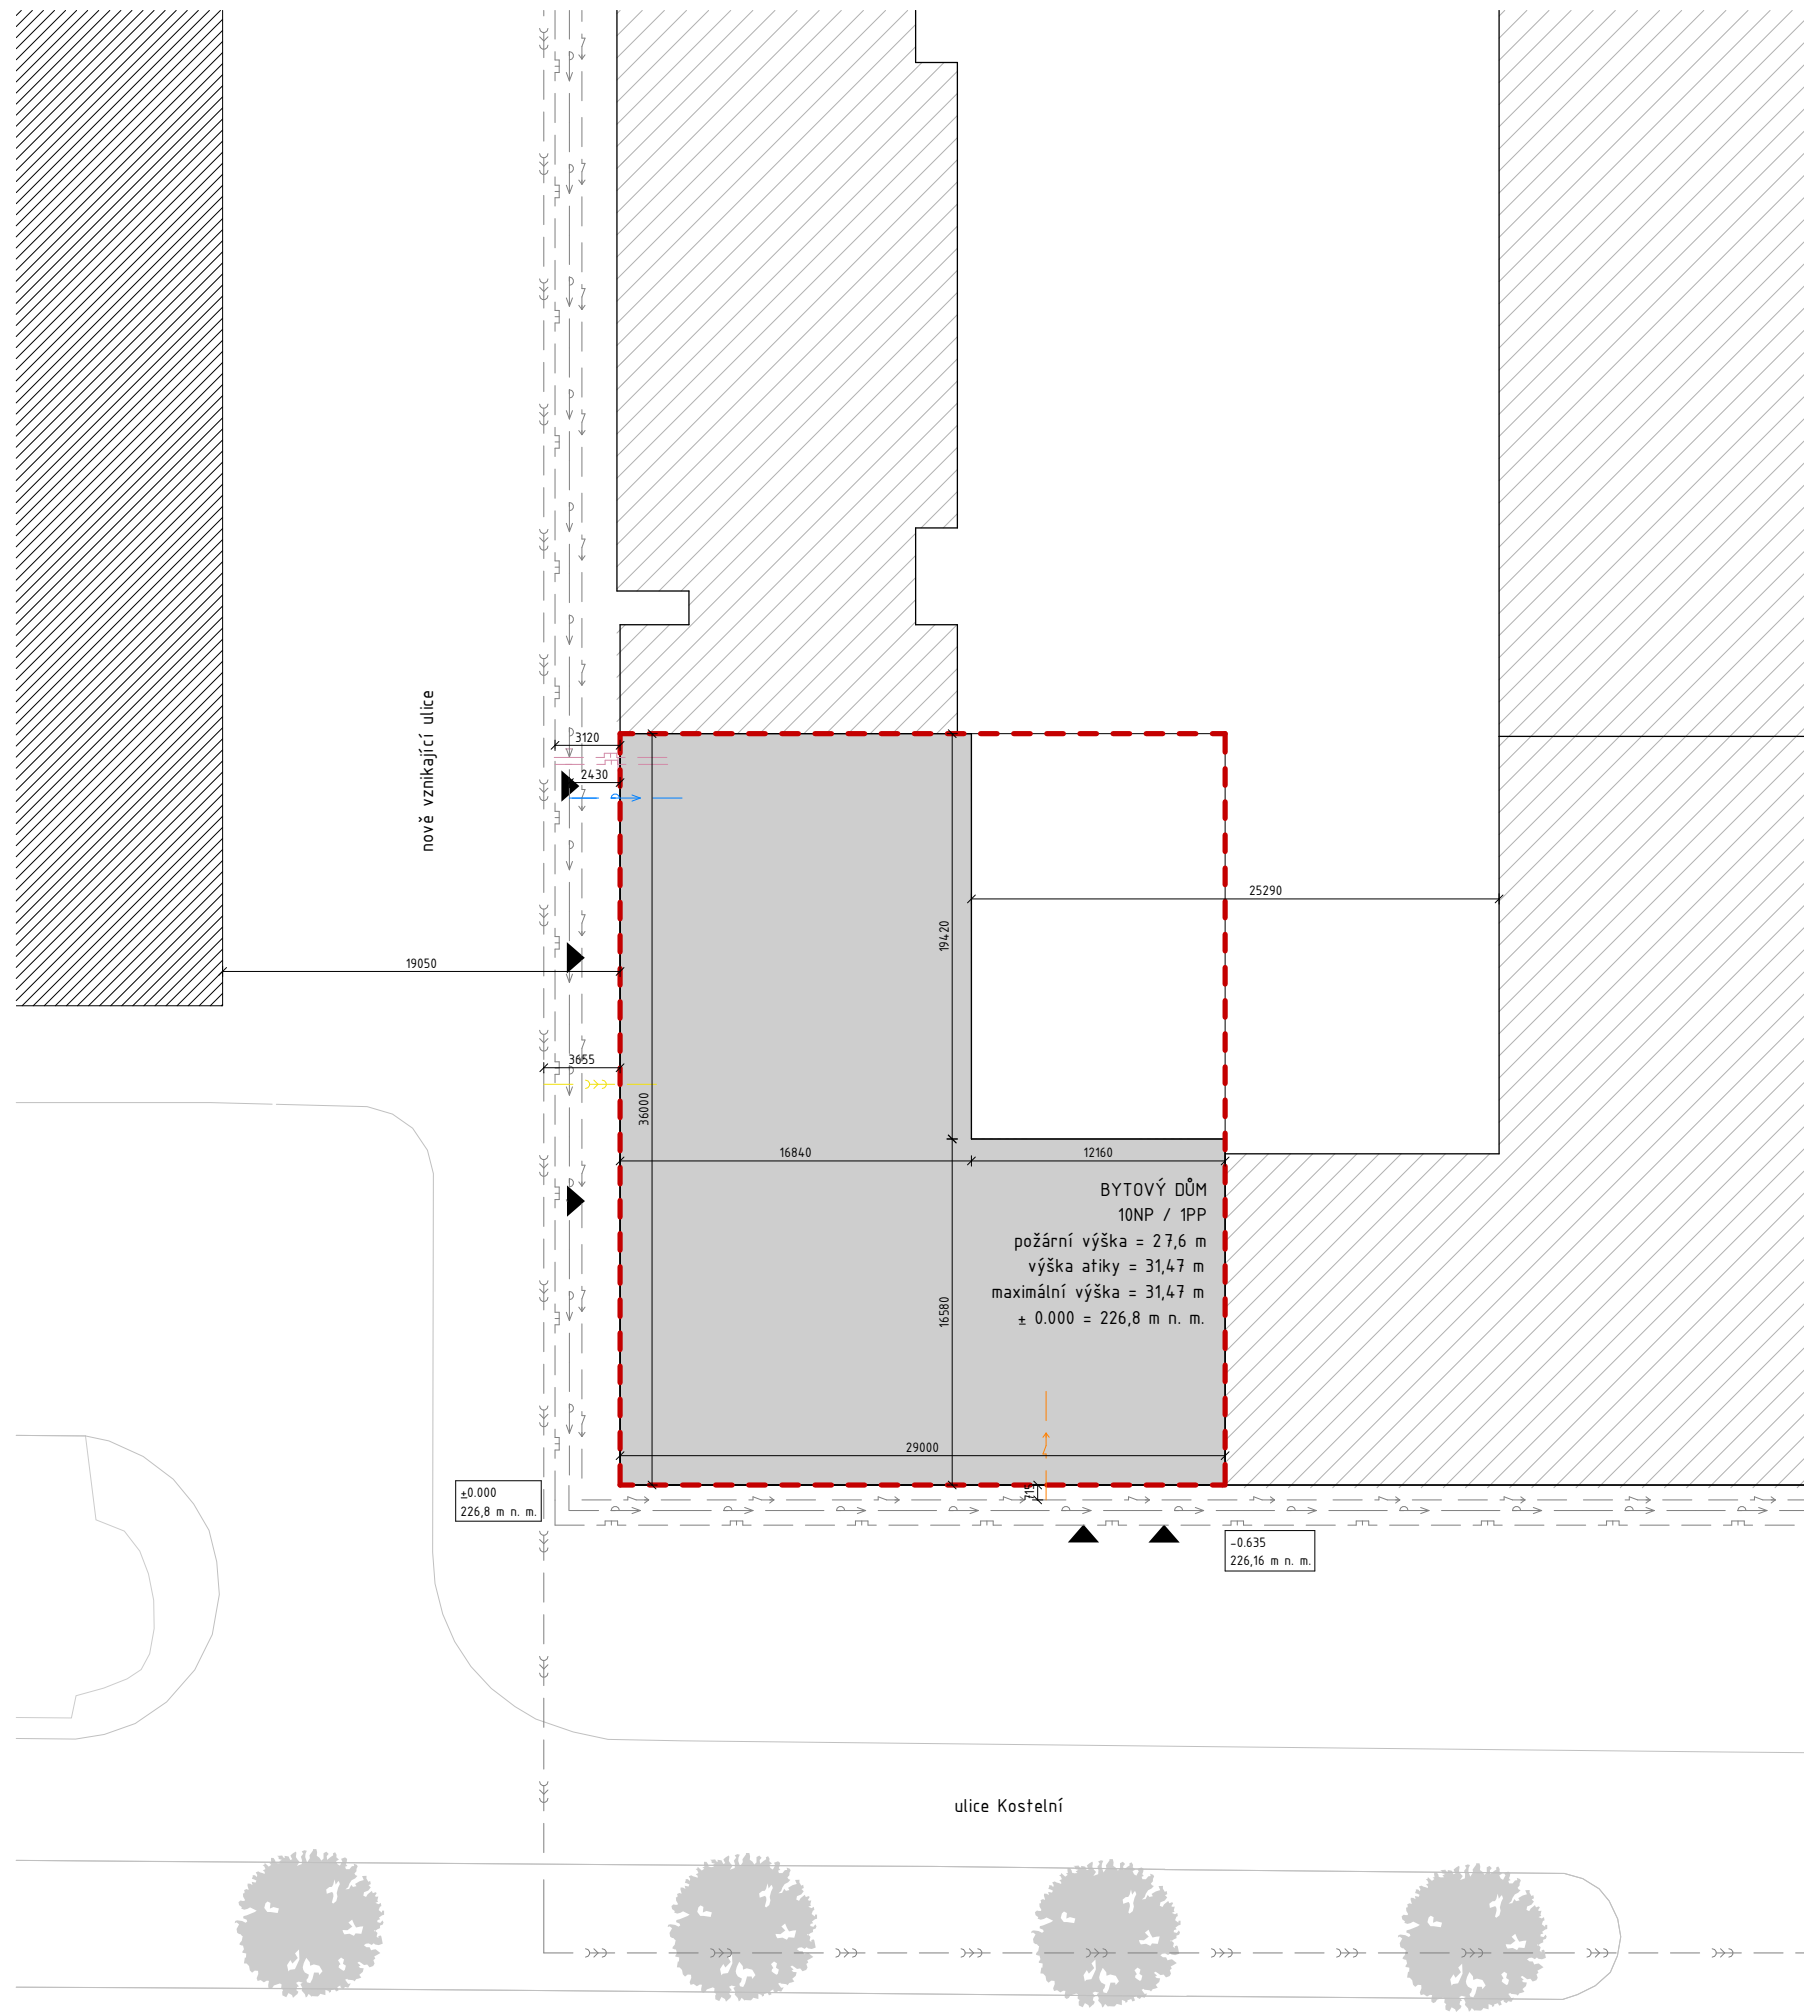 nově vznikající ulice
3120
2430
25290
19420
19050
3655
36000
16840
12160
BYTOVÝ DŮM
10NP / 1PP
požární výška = 27,6 m
výška atiky = 31,47 m
maximální výška = 31,47 m
± 0.000 = 226,8 m n. m.
16580
29000
±0.000
226,8 m n. m.
-0.635
226,16 m n. m.
ulice Kostelní